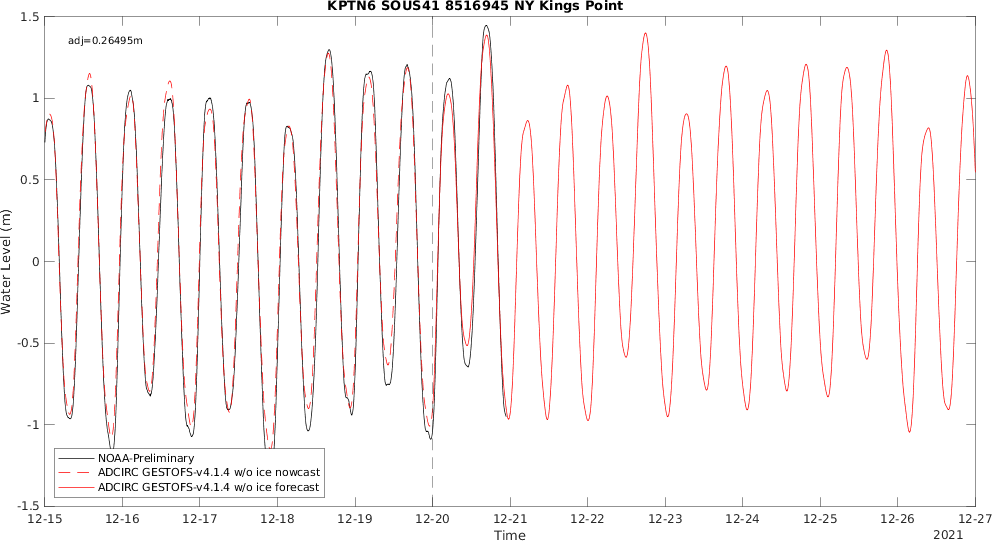 KPTN6 SOUS41 8516945 NY Kings Point
adj=0.26495m
1.5
1
0.5
0
-0.5
-1
-1.5
Water Level (m)
NOAA-Preliminary
ADCIRC GESTOFS-v4.1.4 w/o ice nowcast
ADCIRC GESTOFS-v4.1.4 w/o ice forecast
12-15 12-16 12-17 12-18 12-19 12-20 12-21 12-22 12-23 12-24 12-25 12-26 12-27
Time
2021